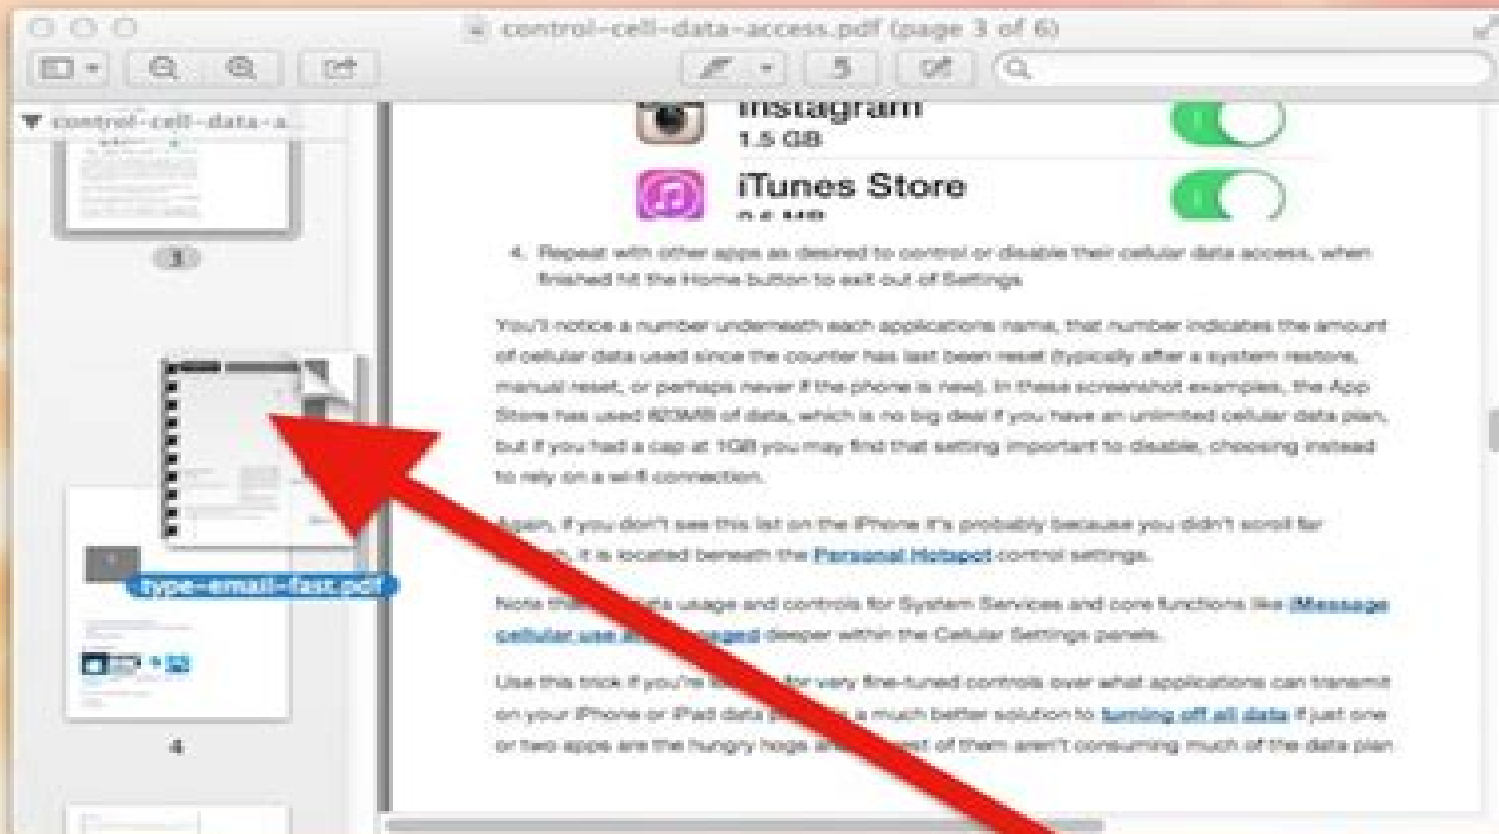 control-cell-data-access.pdf (page 3 of 6)
control-cell-data-a...
Instagram
1.5 GB
iTunes Store
3
4. Repeat with other apps as desired to control or disable their cellular data access, when
finished hit the Home button to exit out of Settings
You'll notice a number underneath each applications name, that number indicates the amount
of cellular data used since the counter has last been reset (typically after a system restore,
manual reset, or perhaps never if the phone is new). In these screenshot examples, the App
Store has used of data, which is no big deal if you have an unlimited cellular data plan,
but if you had a cap at 1GB you may find that setting important to disable, choosing instead
to rely on a wi-fi connection.
Again, if you don't see this list on the iPhone it's probably because you didn't scroll far
it is located beneath the Personal Hotspot control settings.
type-email-fast.pdf
Note usage and controls for System Services and core functions like iMessage
cellular use deeper within the Cellular Settings panels.
Use this trick if you're for very fine-tuned controls over what applications can transmit
on your iPhone or iPad data a much better solution to turning off all data if just one
or two apps are the hungry hogs of them aren't consuming much of the data plan
4